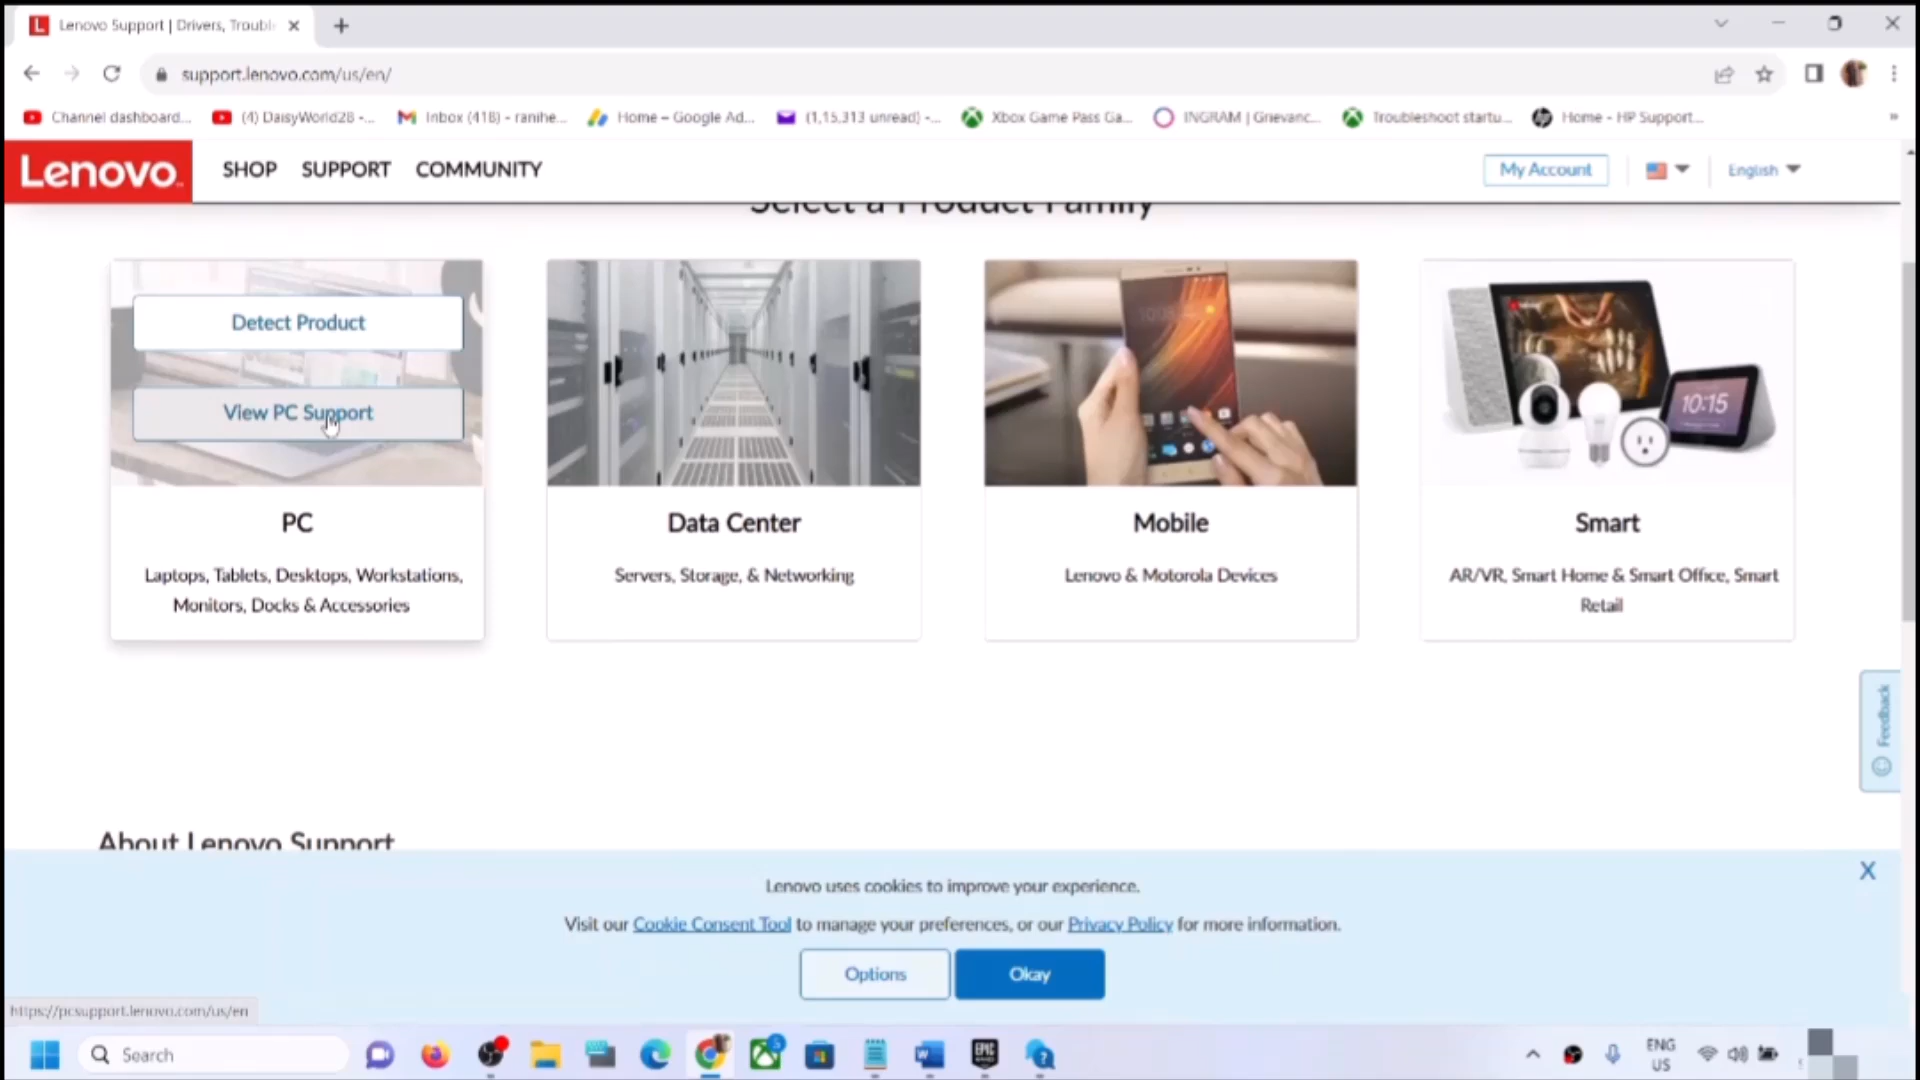 Lenovo Support | Drivers, Troubl
support.lenovo.com/us/en/
Channel dashboard...
(4) DaisyWorld28 -...
Inbox (418) - ranihe...
Home – Google Ad...
(1,15,313 unread) -...
Xbox Game Pass Ga...
INGRAM | Grievanc...
Troubleshoot startu...
Home - HP Support...
Lenovo
SHOP
SUPPORT
COMMUNITY
My Account
English
Select a Product Family
Detect Product
View PC Support
10:15
PC
Data Center
Mobile
Smart
Laptops, Tablets, Desktops, Workstations,
Monitors, Docks & Accessories
Servers, Storage, & Networking
Lenovo & Motorola Devices
AR/VR, Smart Home & Smart Office, Smart
Retail
Feedback
About Lenovo Support
X
Lenovo uses cookies to improve your experience.
Visit our Cookie Consent Tool to manage your preferences, or our Privacy Policy for more information.
Options
Okay
https://pcsupport.lenovo.com/us/en
Search
5
EPIC
ENG
US